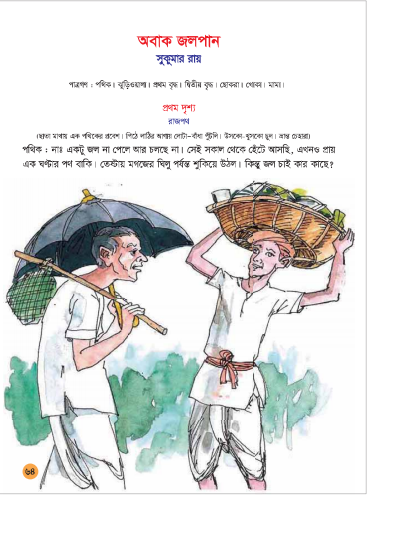 অবাক জলপান
সুকুমার রায়
পাত্রগণ : পথিক। ঝুড়িওয়ালা। প্রথম বৃদ্ধ। দ্বিতীয় বৃদ্ধ। ছোকরা। খোকা। মামা।
প্রথম দৃশ্য
রাজপথ
(ছাতা মাথায় এক পথিকের প্রবেশ। পিঠে লাঠির আগায় লোটা-বাঁধা পুঁটলি। উসকো-খুসকো চুল। শ্রান্ত চেহারা)
পথিক : নাঃ একটু জল না পেলে আর চলছে না। সেই সকাল থেকে হেঁটে আসছি, এখনও প্রায়
এক ঘণ্টার পথ বাকি। তেষ্টায় মগজের ঘিলু পর্যন্ত শুকিয়ে উঠল। কিন্তু জল চাই কার কাছে?
৬৪